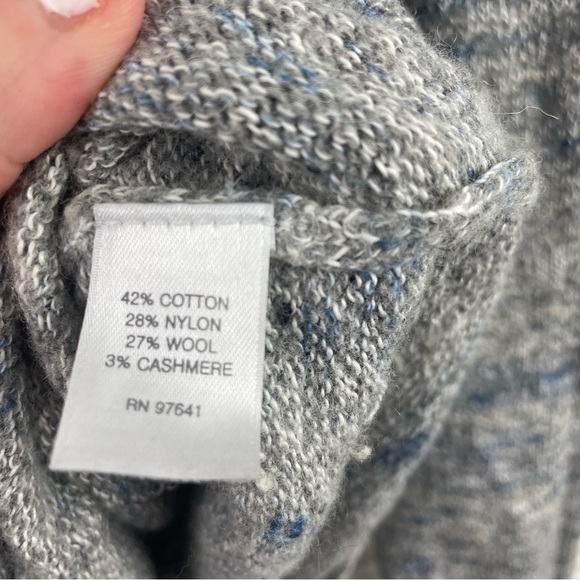 42% COTTON
28% NYLON
27% WOOL
3% CASHMERE
RN 97641